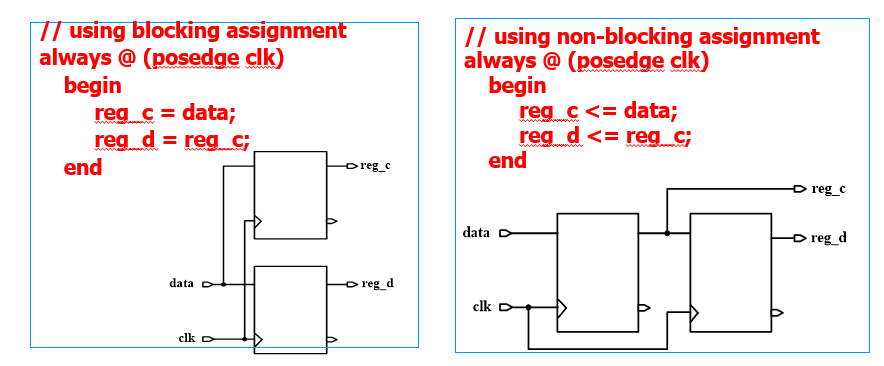 // using blocking assignment
always @ (posedge clk)
begin
reg_c = data;
reg_d = reg_c;
end
reg_c
data
reg_d
clk
// using non-blocking assignment
always @ (posedge clk)
begin
reg_c <= data;
reg_d <= reg_c;
end
reg_c
data
reg_d
clk